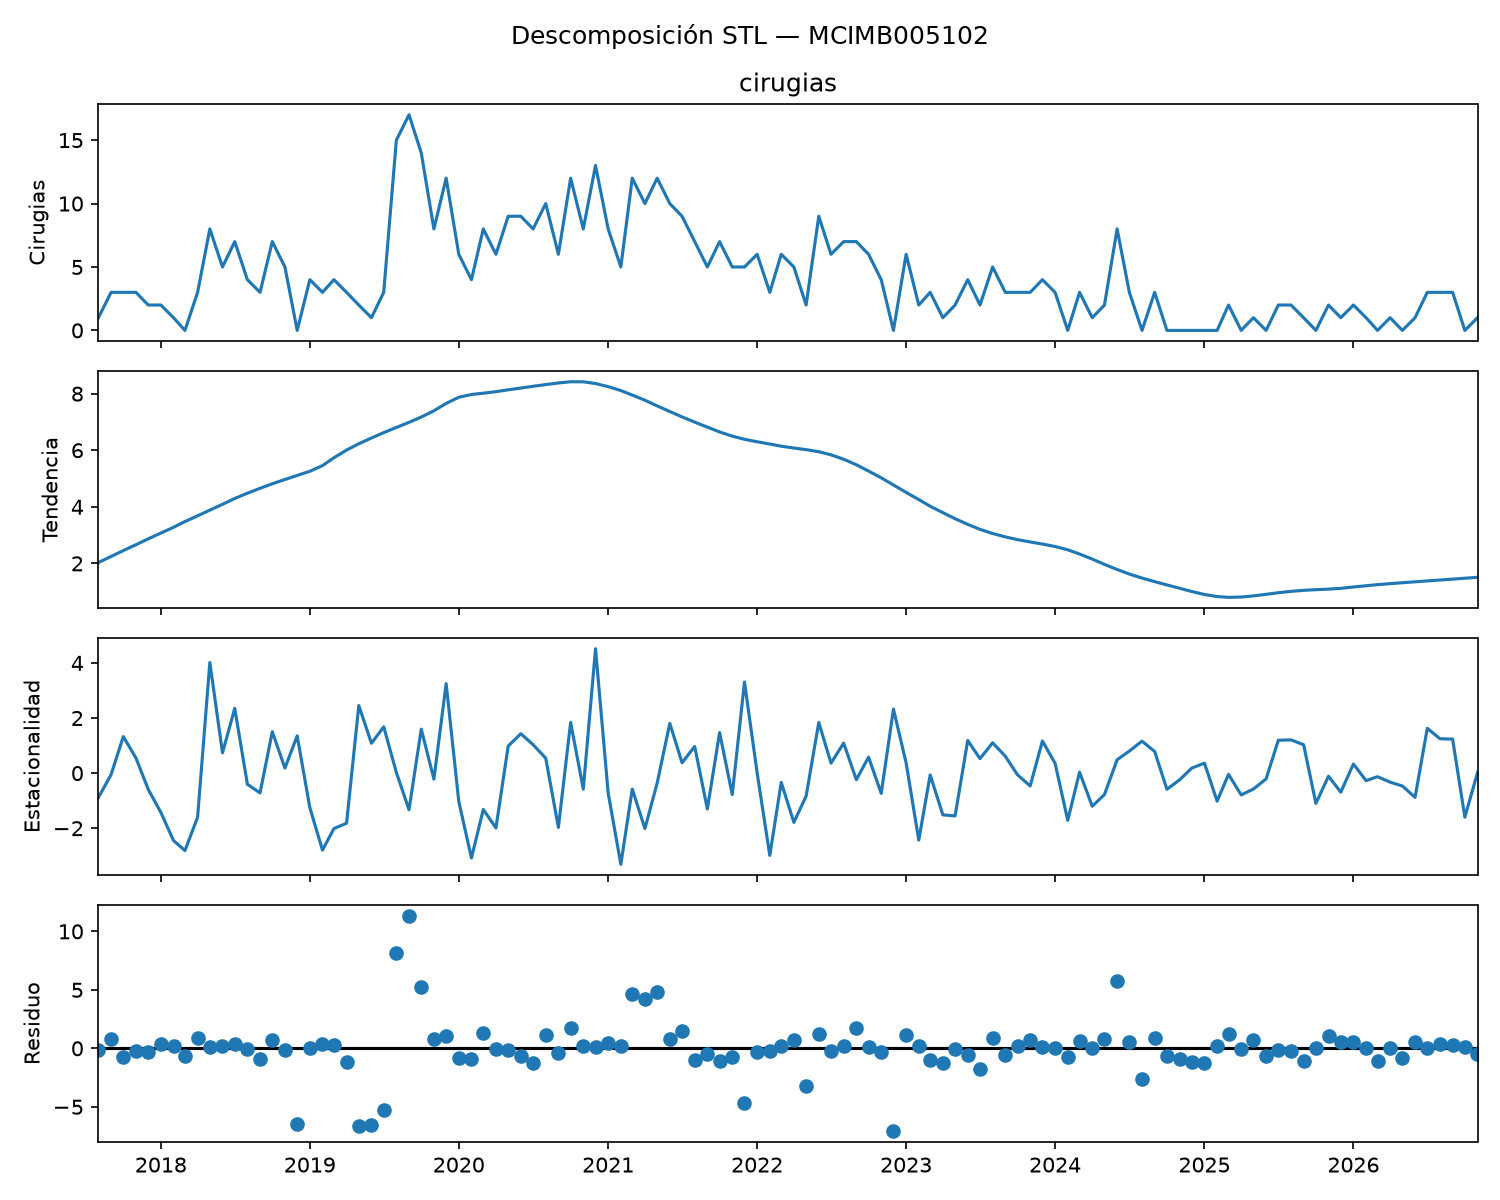 Descomposición STL — MCIMB005102
cirugias
Cirugias
15
10
5
0
Tendencia
8
6
4
2
Estacionalidad
4
2
0
−2
Residuo
10
5
0
−5
2018 2019 2020 2021 2022 2023 2024 2025 2026